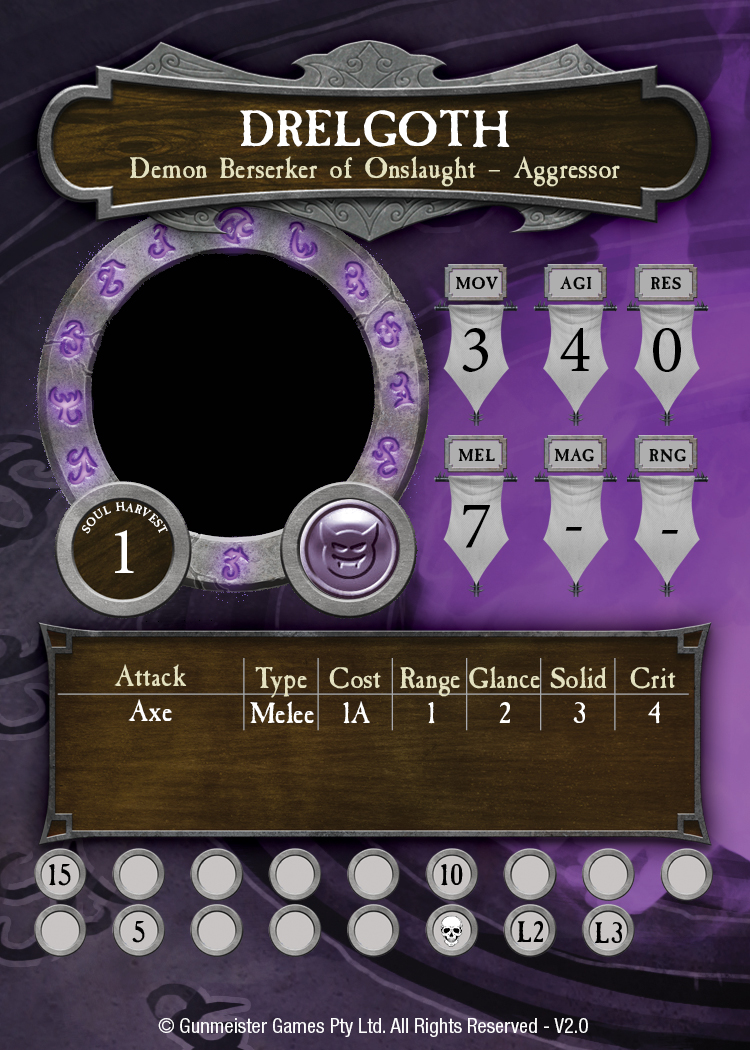 DRELGOTH
Demon Berserker of Onslaught – Aggressor
MOV AGI RES
3 4 0
MEL MAG RNG
7 - -
SOUL HARVEST
1
Attack Type Cost Range Glance Solid Crit
Axe Melee 1A 1 2 3 4
15 10
5 L2 L3
© Gunmeister Games Pty Ltd. All Rights Reserved - V2.0